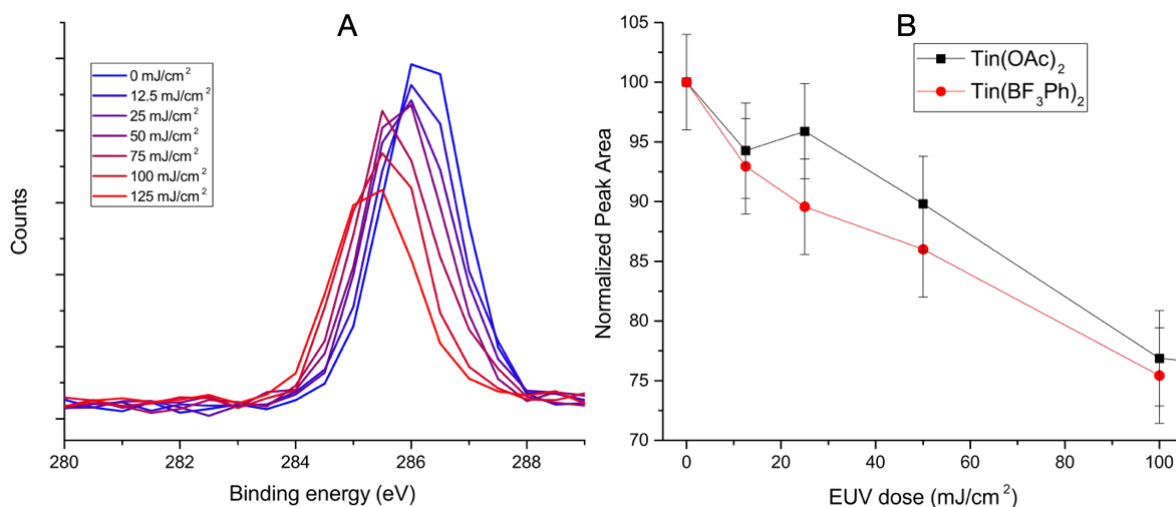 A
0 mJ/cm²
12.5 mJ/cm²
25 mJ/cm²
50 mJ/cm²
75 mJ/cm²
100 mJ/cm²
125 mJ/cm²
Counts
280
282
284
286
288
Binding energy (eV)
B
Tin(OAc)₂
Tin(BF₃Ph)₂
Normalized Peak Area
105
100
95
90
85
80
75
70
0
20
40
60
80
100
EUV dose (mJ/cm²)